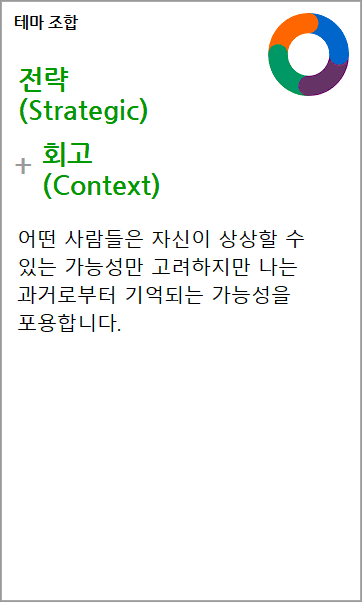 테마 조합
전략
(Strategic)
+ 회고
(Context)
어떤 사람들은 자신이 상상할 수
있는 가능성만 고려하지만 나는
과거로부터 기억되는 가능성을
포용합니다.